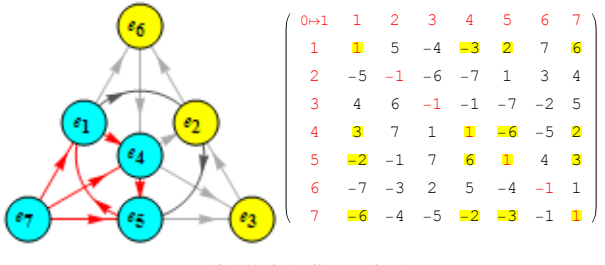 e6
e1
e2
e4
e7
e5
e3
0↦1 1 2 3 4 5 6 7
1 1 5 −4 −3 2 7 6
2 −5 −1 −6 −7 1 3 4
3 4 6 −1 −1 −7 −2 5
4 3 7 1 1 −6 −5 2
5 −2 −1 7 6 1 4 3
6 −7 −3 2 5 −4 −1 1
7 −6 −4 −5 −2 −3 −1 1